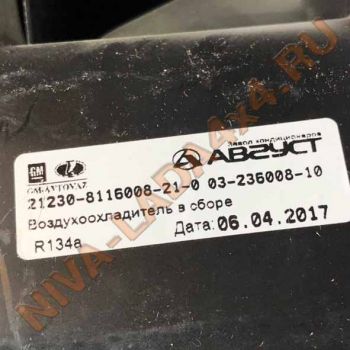 Завод кондиционеров
GM АВГУСТ
GM-AVTOVAZ
21230-8116008-21-0 03-236008-10
Воздухоохладитель в сборе
R134a Дата: 06.04.2017
NIVA-LADA4x4.RU